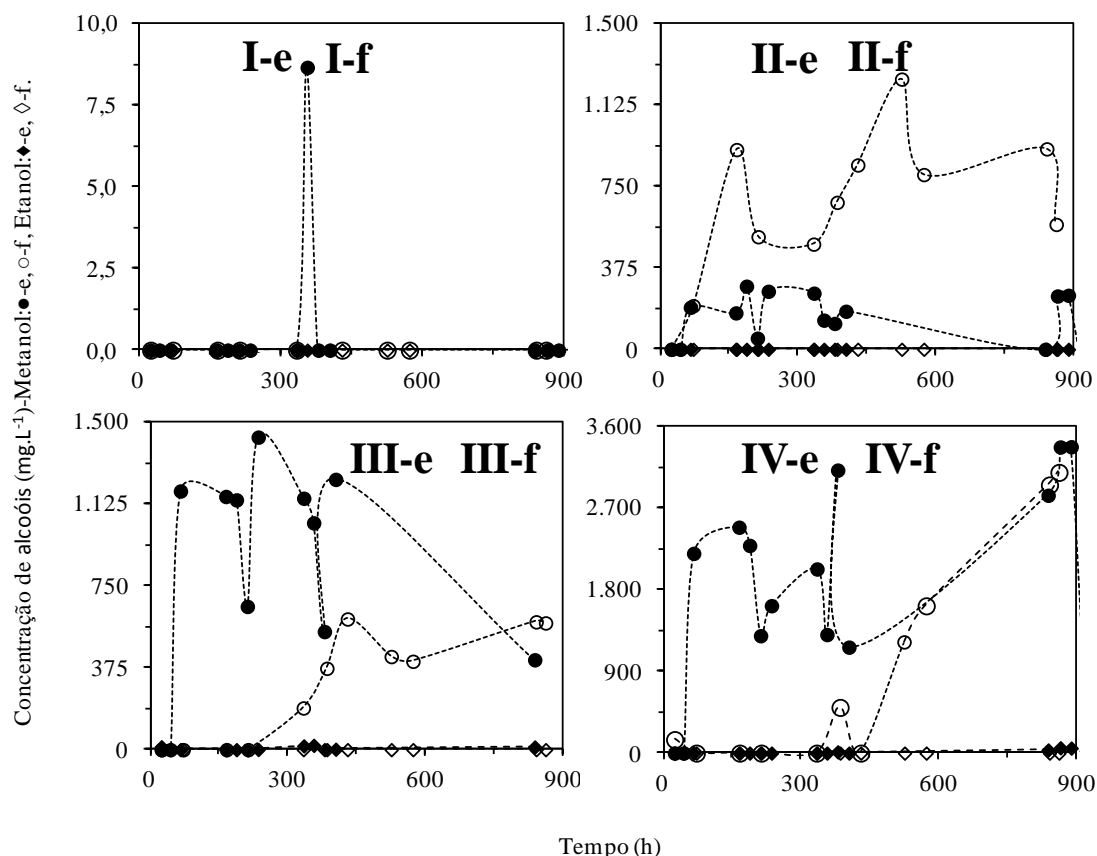 Concentração de alcoóis (mg.L⁻¹)-Metanol:●-e,○-f, Etanol:◆-e, ◇-f.
10,0
7,5
5,0
2,5
0,0
0 300 600 900
I-e I-f
1.500
1.125
750
375
0
0 300 600 900
II-e II-f
1.500
1.125
750
375
0
0 300 600 900
III-e III-f
3.600
2.700
1.800
900
0
0 300 600 900
IV-e IV-f
Tempo (h)